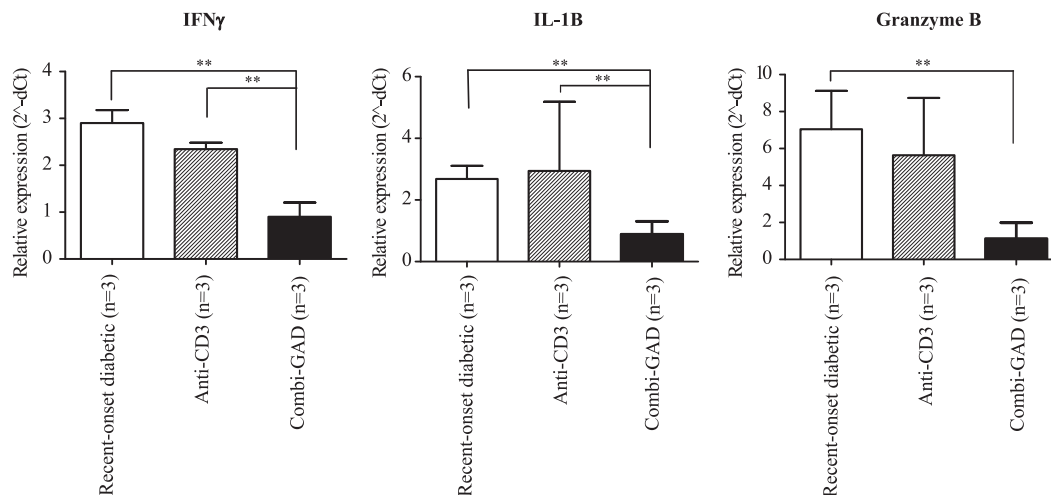 IFNγ
Relative expression (2^-dCt)
4
3
2
1
0
**
**
Recent-onset diabetic (n=3)
Anti-CD3 (n=3)
Combi-GAD (n=3)
IL-1B
Relative expression (2^-dCt)
6
4
2
0
**
**
Recent-onset diabetic (n=3)
Anti-CD3 (n=3)
Combi-GAD (n=3)
Granzyme B
Relative expression (2^-dCt)
10
8
6
4
2
0
**
Recent-onset diabetic (n=3)
Anti-CD3 (n=3)
Combi-GAD (n=3)